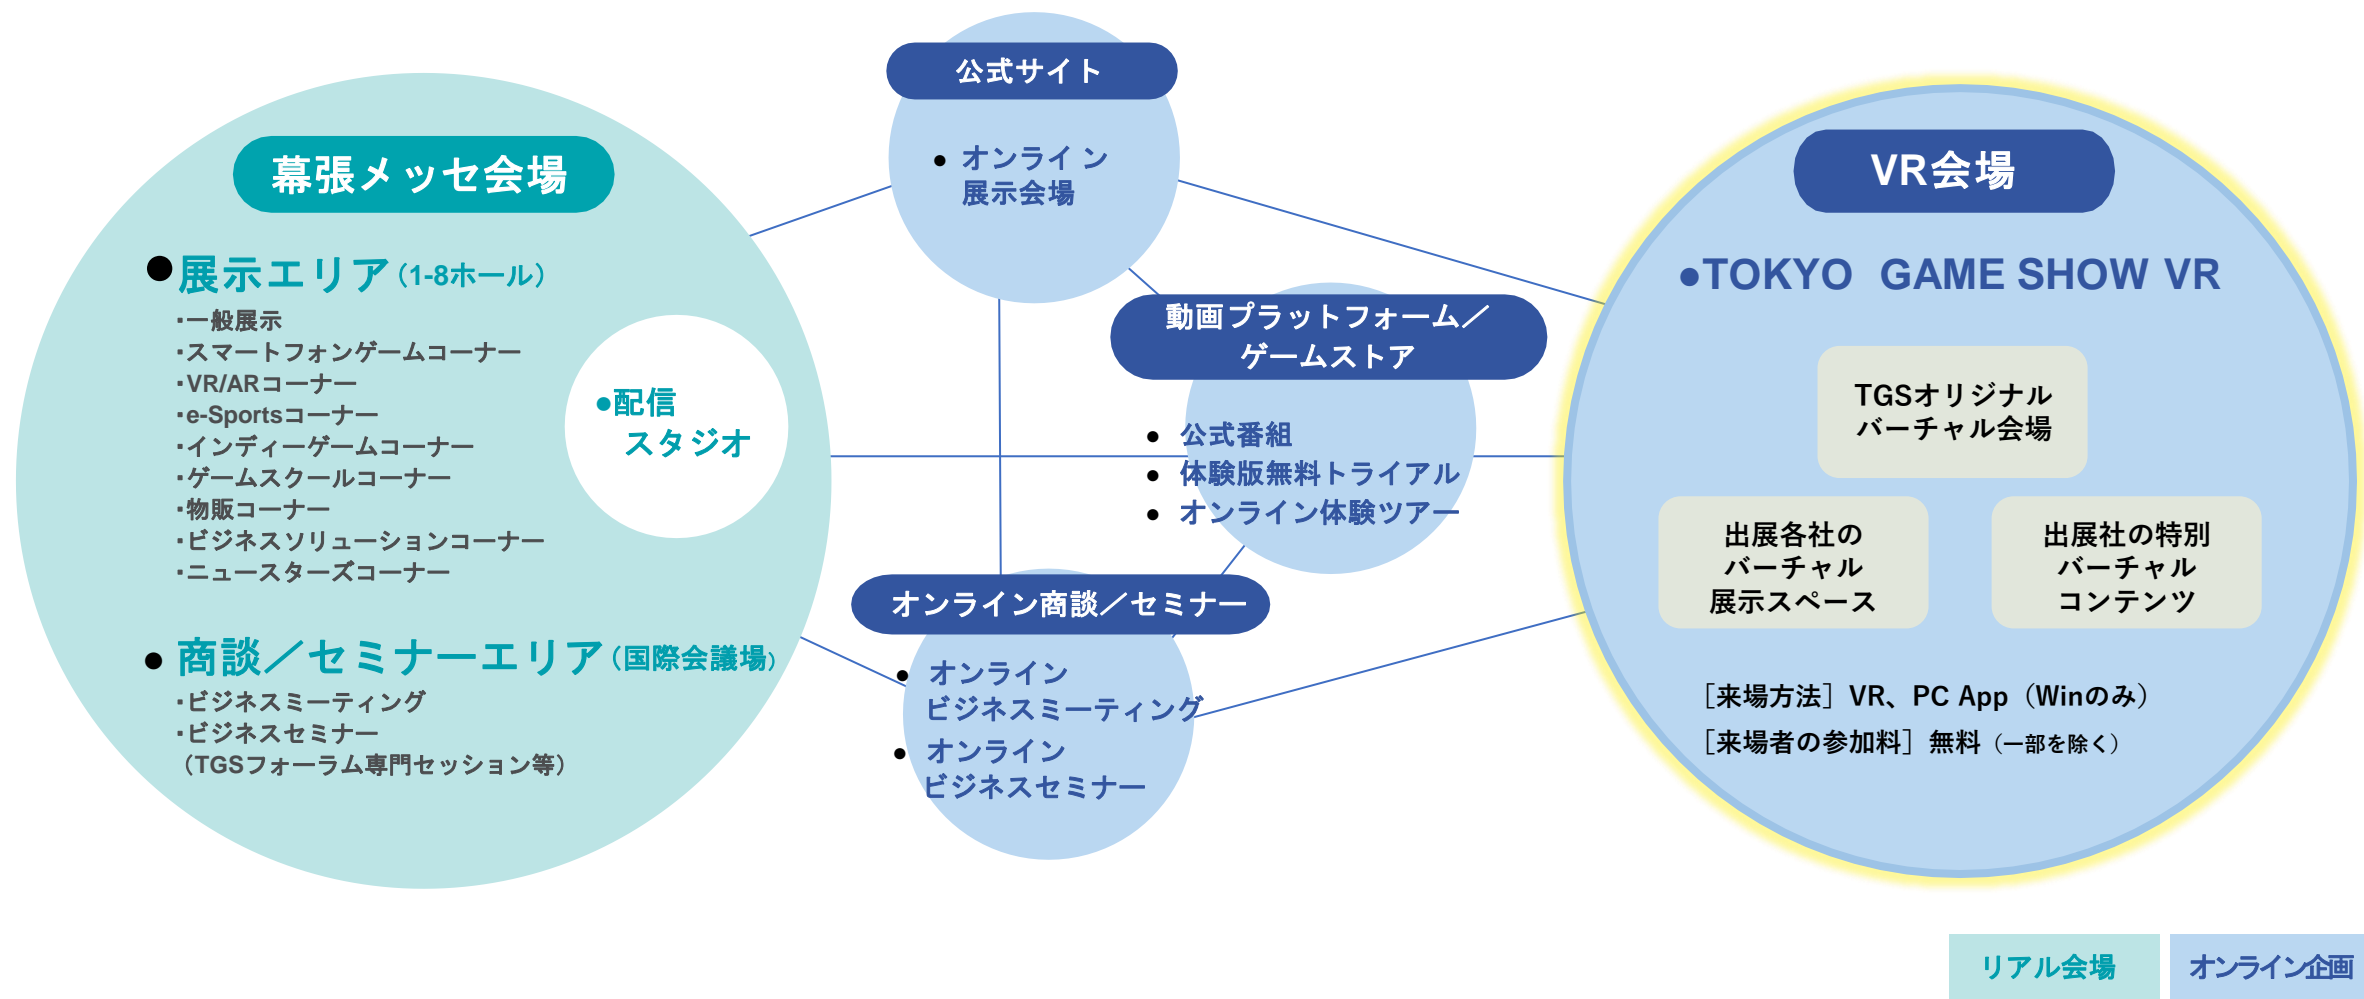 幕張メッセ会場
●展示エリア（1-8ホール）
・一般展示
・スマートフォンゲームコーナー
・VR/ARコーナー
・e-Sportsコーナー
・インディーゲームコーナー
・ゲームスクールコーナー
・物販コーナー
・ビジネスソリューションコーナー
・ニュースターズコーナー
●配信
スタジオ
● 商談／セミナーエリア（国際会議場）
・ビジネスミーティング
・ビジネスセミナー
（TGSフォーラム専門セッション等）
公式サイト
● オンライン
展示会場
動画プラットフォーム／
ゲームストア
● 公式番組
● 体験版無料トライアル
● オンライン体験ツアー
オンライン商談／セミナー
● オンライン
ビジネスミーティング
● オンライン
ビジネスセミナー
VR会場
●TOKYO GAME SHOW VR
TGSオリジナル
バーチャル会場
出展各社の
バーチャル
展示スペース
出展社の特別
バーチャル
コンテンツ
［来場方法］VR、PC App（Winのみ）
［来場者の参加料］無料（一部を除く）
リアル会場
オンライン企画